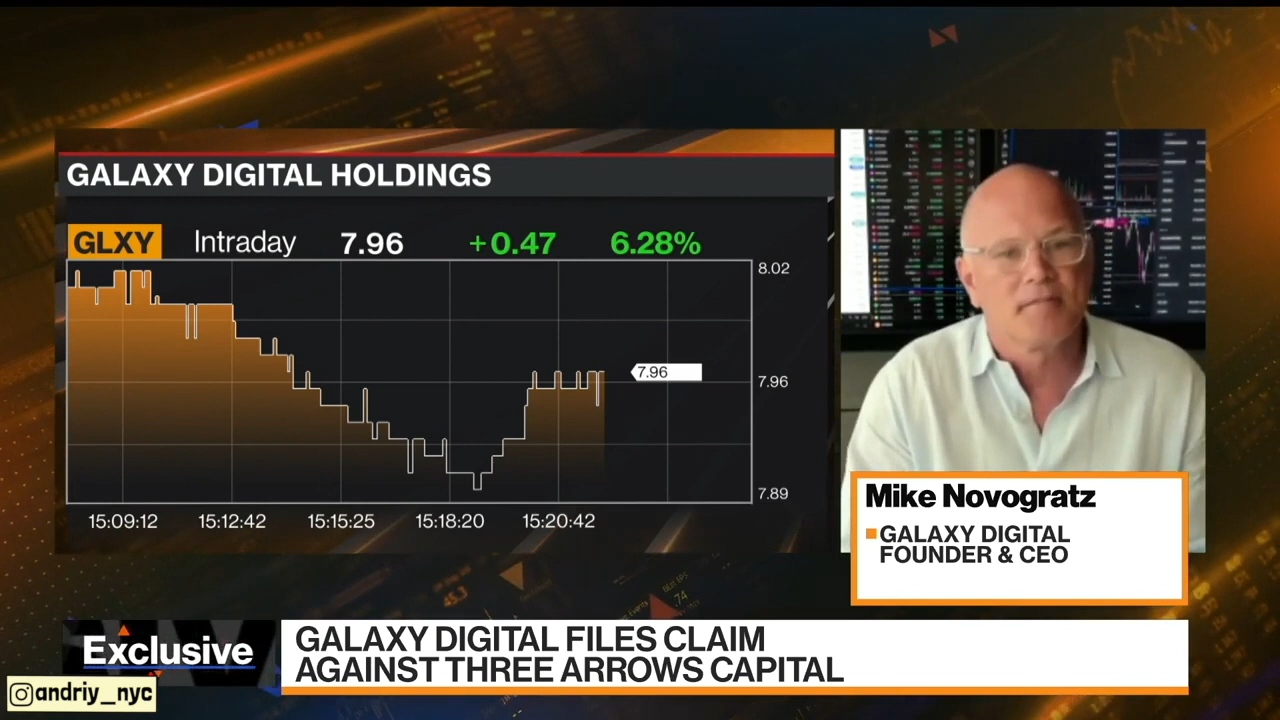 GALAXY DIGITAL HOLDINGS
GLXY Intraday 7.96 +0.47 6.28%
8.02
7.96
7.96
7.89
15:09:12 15:12:42 15:15:25 15:18:20 15:20:42
Mike Novogratz
GALAXY DIGITAL
FOUNDER & CEO
Exclusive
GALAXY DIGITAL FILES CLAIM
AGAINST THREE ARROWS CAPITAL
andriy_nyc